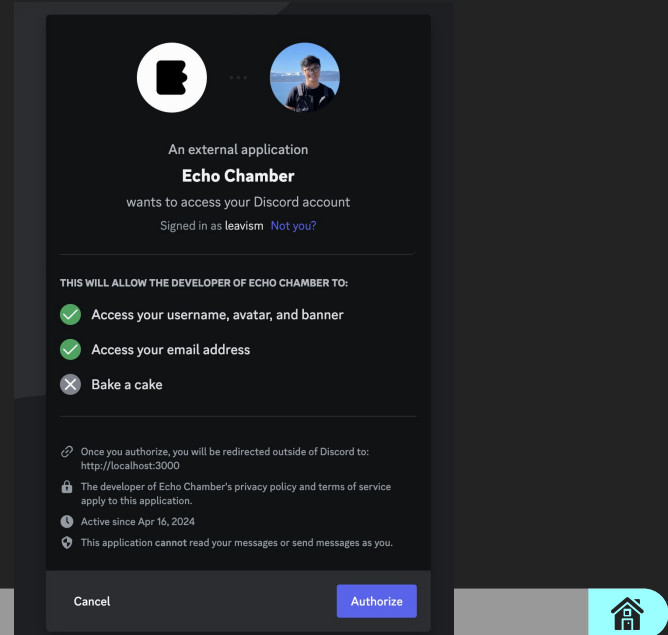 An external application
Echo Chamber
wants to access your Discord account
Signed in as leavism Not you?
THIS WILL ALLOW THE DEVELOPER OF ECHO CHAMBER TO:
Access your username, avatar, and banner
Access your email address
Bake a cake
Once you authorize, you will be redirected outside of Discord to:
http://localhost:3000
The developer of Echo Chamber's privacy policy and terms of service
apply to this application.
Active since Apr 16, 2024
This application cannot read your messages or send messages as you.
Cancel
Authorize